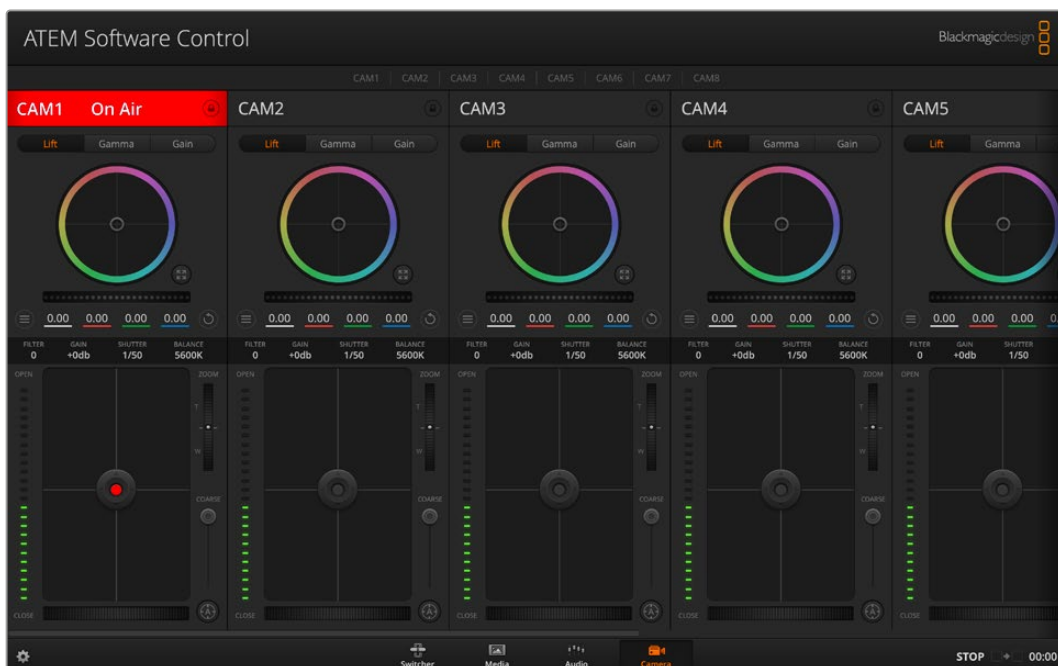 ATEM Software Control
Blackmagicdesign
CAM1 CAM2 CAM3 CAM4 CAM5 CAM6 CAM7 CAM8
CAM1 On Air CAM2 CAM3 CAM4 CAM5
Lift Gamma Gain Lift Gamma Gain Lift Gamma Gain Lift Gamma Gain Lift Gamma
0.00 0.00 0.00 0.00 0.00 0.00 0.00 0.00 0.00 0.00 0.00 0.00 0.00 0.00 0.00 0.00 0.00 0.00 0.00
FILTER GAIN SHUTTER BALANCE FILTER GAIN SHUTTER BALANCE FILTER GAIN SHUTTER BALANCE FILTER GAIN SHUTTER BALANCE FILTER GAIN SHUTTER
0 +0db 1/50 5600K 0 +0db 1/50 5600K 0 +0db 1/50 5600K 0 +0db 1/50 5600K 0 +0db 1/50
OPEN ZOOM OPEN ZOOM OPEN ZOOM OPEN ZOOM OPEN
T T T T
W W W W
COARSE COARSE COARSE COARSE
CLOSE CLOSE CLOSE CLOSE CLOSE
Switcher Media Audio Camera STOP 00:00